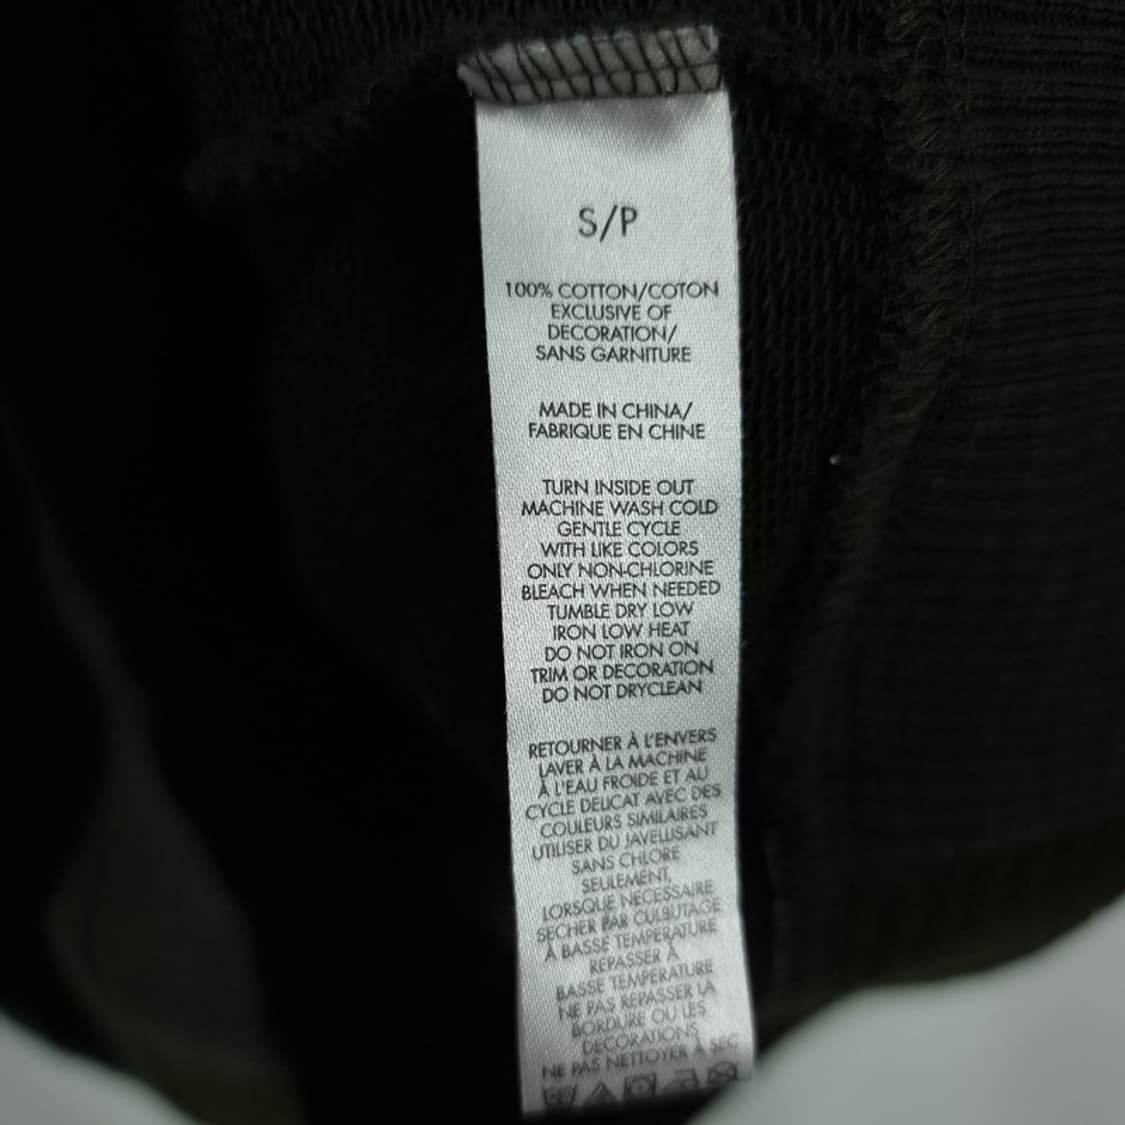 S/P
100% COTTON/COTON
EXCLUSIVE OF
DECORATION/
SANS GARNITURE
MADE IN CHINA/
FABRIQUE EN CHINE
TURN INSIDE OUT
MACHINE WASH COLD
GENTLE CYCLE
WITH LIKE COLORS
ONLY NON-CHLORINE
BLEACH WHEN NEEDED
TUMBLE DRY LOW
IRON LOW HEAT
DO NOT IRON ON
TRIM OR DECORATION
DO NOT DRYCLEAN
RETOURNER À L'ENVERS
LAVER À LA MACHINE
À L'EAU FROIDE ET AU
CYCLE DELICAT AVEC DES
COULEURS SIMILAIRES
UTILISER DU JAVELLISANT
SANS CHLORE
SEULEMENT,
LORSQUE NECESSAIRE
SECHER PAR CULBUTAGE
À BASSE TEMPERATURE
REPASSER À
BASSE TEMPERATURE
NE PAS REPASSER LA
BORDURE OU LES
DECORATIONS
NE PAS NETTOYER À SEC